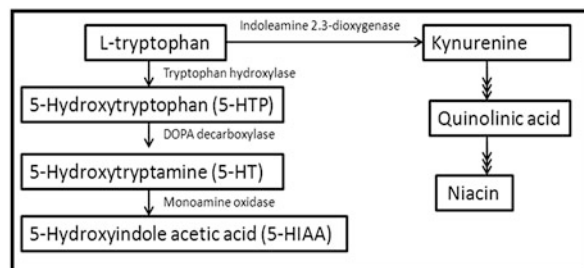 L-tryptophan
Indoleamine 2.3-dioxygenase
Kynurenine
Tryptophan hydroxylase
5-Hydroxytryptophan (5-HTP)
Quinolinic acid
DOPA decarboxylase
5-Hydroxytryptamine (5-HT)
Niacin
Monoamine oxidase
5-Hydroxyindole acetic acid (5-HIAA)